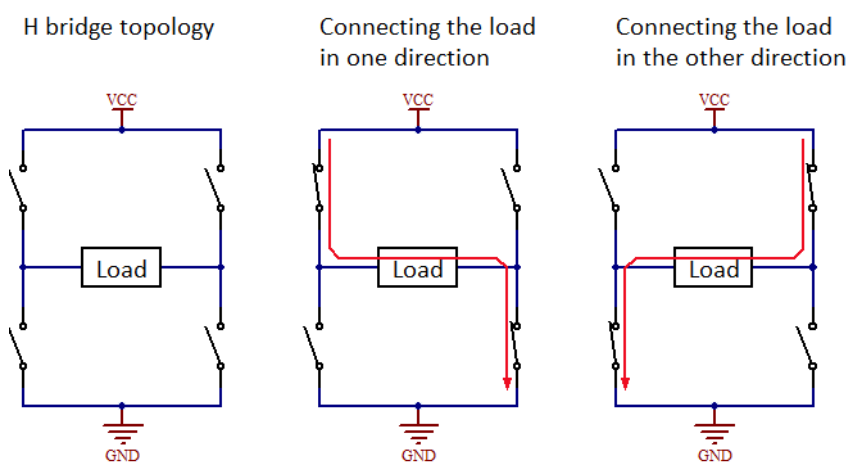 H bridge topology
Connecting the load
in one direction
Connecting the load
in the other direction
VCC
VCC
VCC
Load
Load
Load
GND
GND
GND